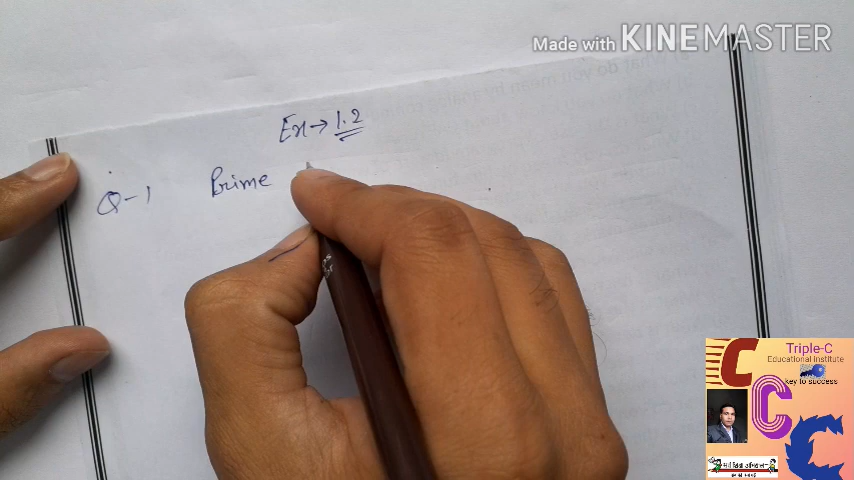 Made with KINEMASTER
Ex → 1.2
Q-1 Prime
Triple-C
Educational Institute
key to success
C
C
C